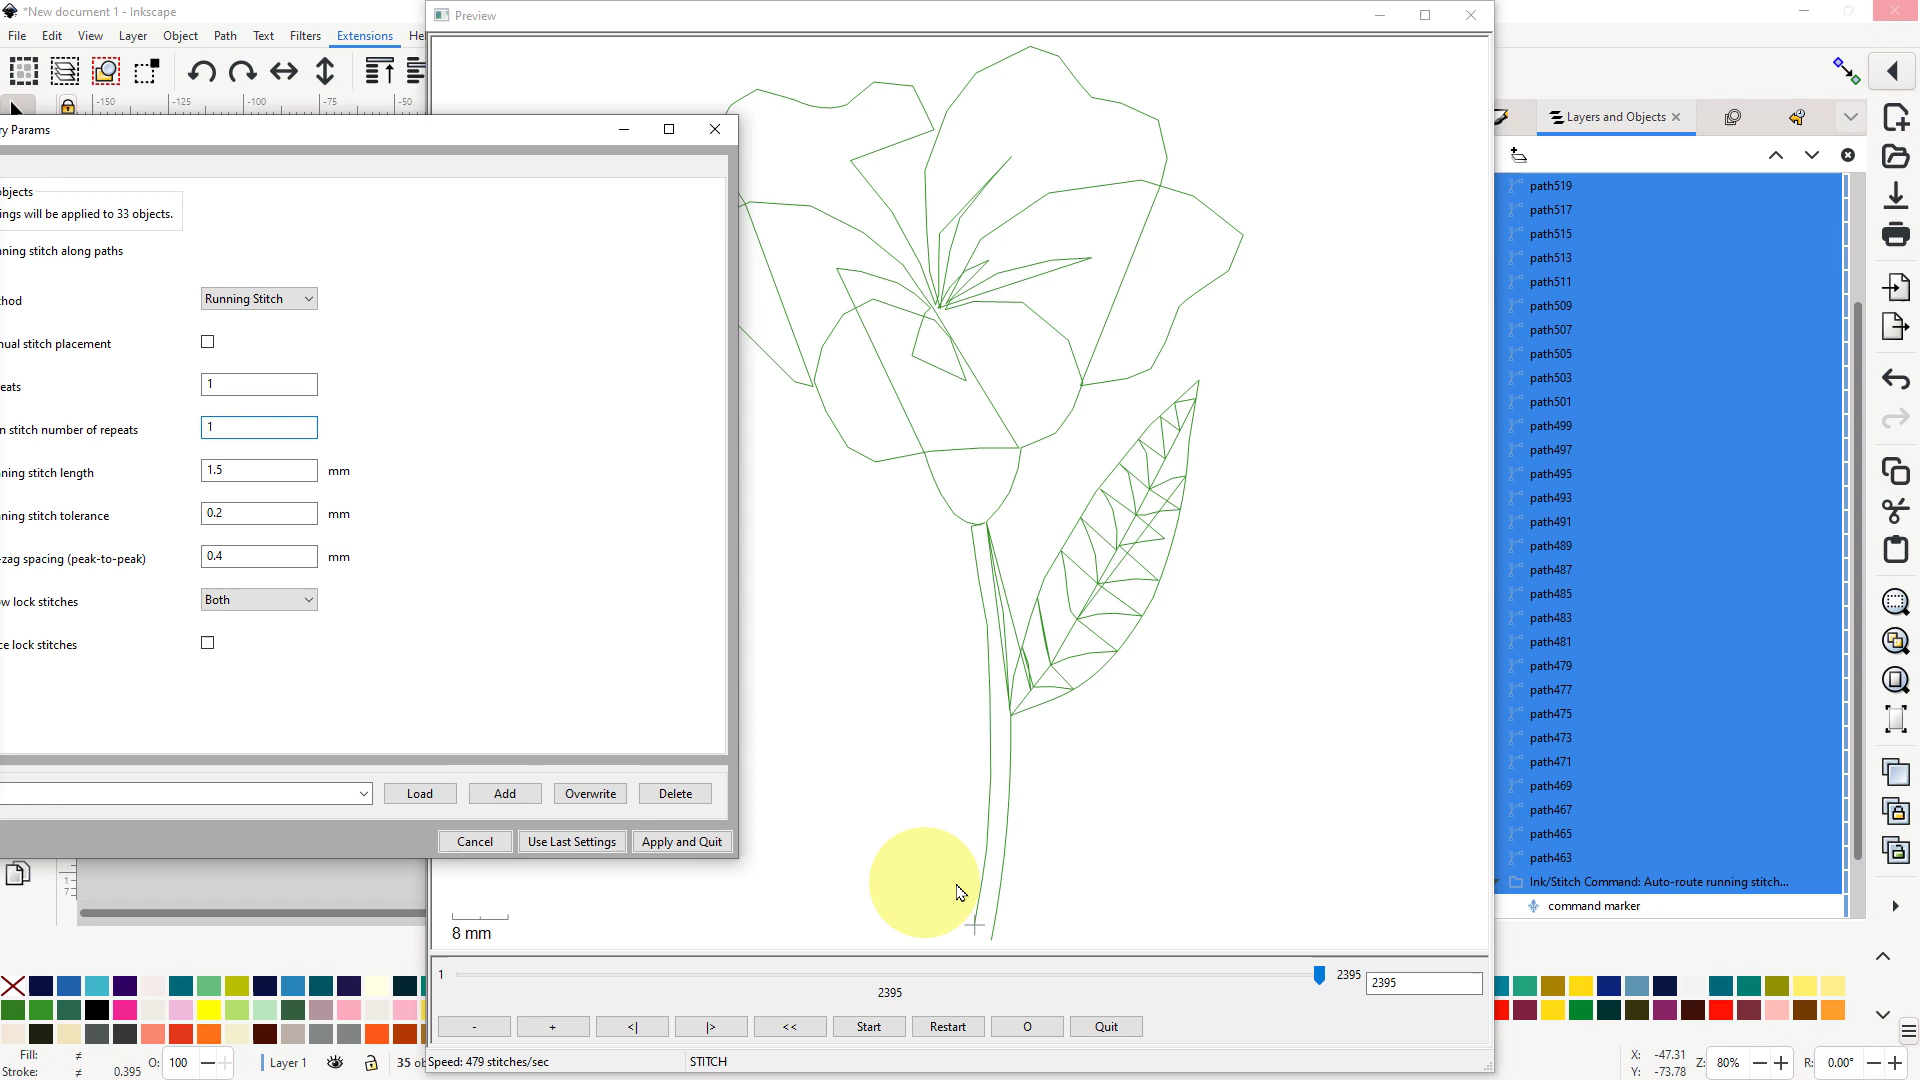 *New document 1 - Inkscape
File Edit View Layer Object Path Text Filters Extensions He
-150 -125 -100 -75 -50
Preview
ry Params
objects
ings will be applied to 33 objects.
ning stitch along paths
hod Running Stitch
nual stitch placement
eats 1
n stitch number of repeats 1
ning stitch length 1.5 mm
ning stitch tolerance 0.2 mm
-zag spacing (peak-to-peak) 0.4 mm
w lock stitches Both
ce lock stitches
Load Add Overwrite Delete
Cancel Use Last Settings Apply and Quit
8 mm
1 2395 2395
2395
- + <| |> << Start Restart O Quit
Speed: 479 stitches/sec STITCH
Layers and Objects
path519
path517
path515
path513
path511
path509
path507
path505
path503
path501
path499
path497
path495
path493
path491
path489
path487
path485
path483
path481
path479
path477
path475
path473
path471
path469
path467
path465
path463
Ink/Stitch Command: Auto-route running stitch...
command marker
Fill: ≠
Stroke: ≠ 0.395
O: 100
Layer 1
35 ob
X: -47.31
Y: -73.78
Z: 80%
R: 0.00°